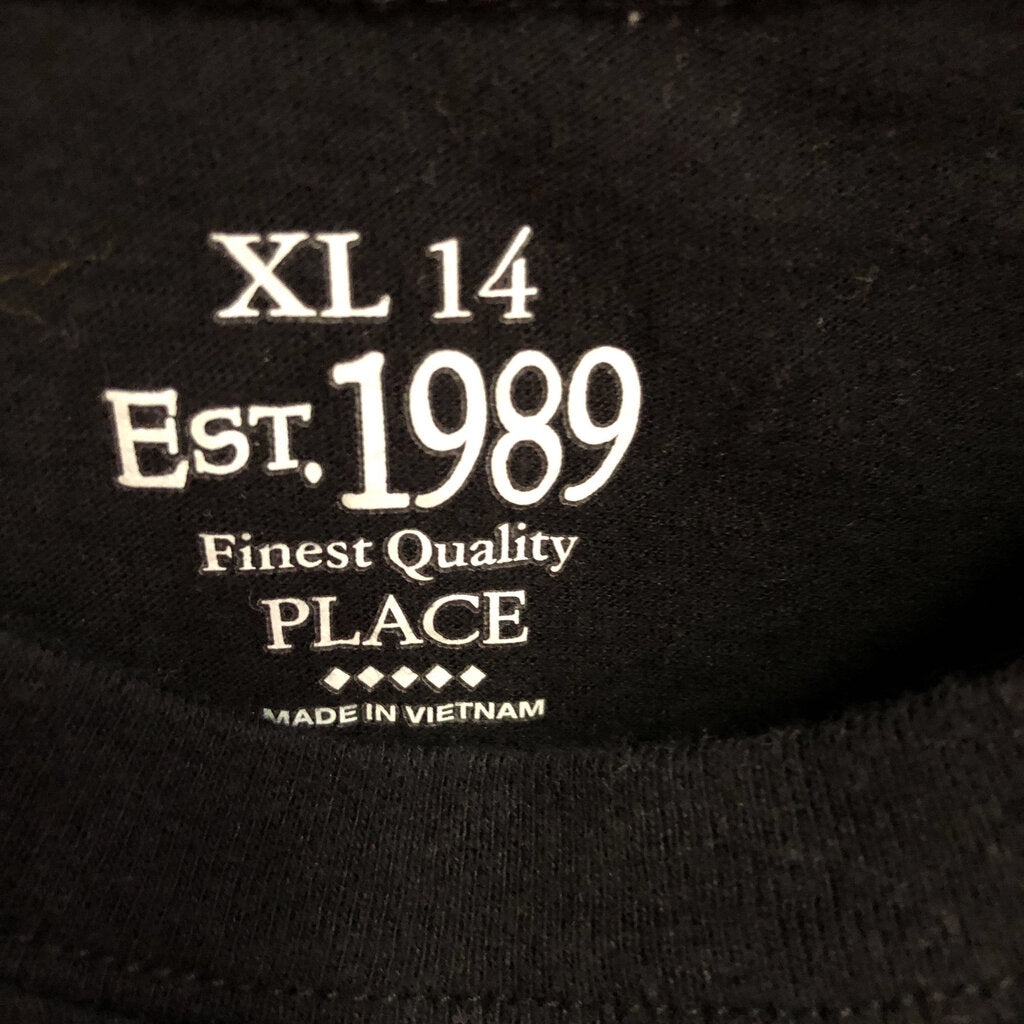 XL 14
EST. 1989
Finest Quality
PLACE
MADE IN VIETNAM